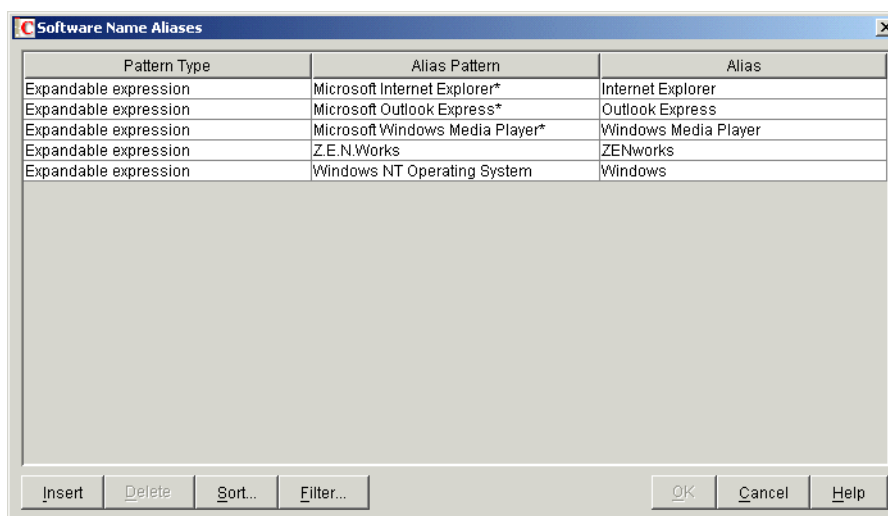 Software Name Aliases
Pattern Type Alias Pattern Alias
Expandable expression Microsoft Internet Explorer* Internet Explorer
Expandable expression Microsoft Outlook Express* Outlook Express
Expandable expression Microsoft Windows Media Player* Windows Media Player
Expandable expression Z.E.N.Works ZENworks
Expandable expression Windows NT Operating System Windows
Insert Delete Sort... Filter... OK Cancel Help